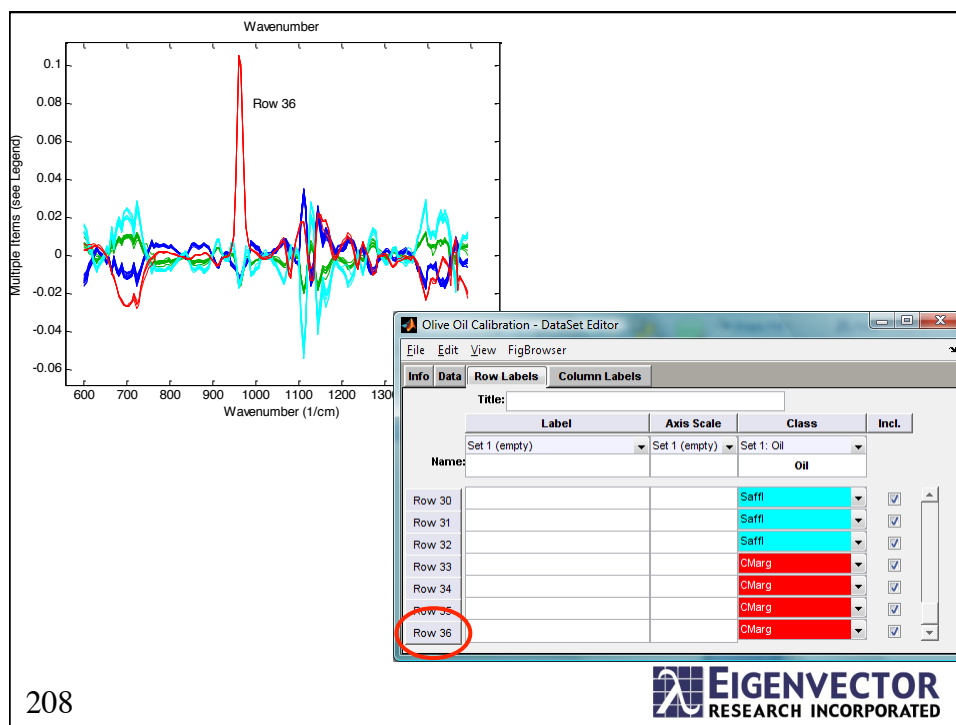 Wavenumber
0.1
0.08
0.06
0.04
0.02
0
-0.02
-0.04
-0.06
Multiple Items (see Legend)
Row 36
600 700 800 900 1000 1100 1200 1300
Wavenumber (1/cm)
Olive Oil Calibration - DataSet Editor
File Edit View FigBrowser
Info Data Row Labels Column Labels
Title:
Label Axis Scale Class Incl.
Set 1 (empty) Set 1 (empty) Set 1: Oil
Name: Oil
Row 30 Saffl
Row 31 Saffl
Row 32 Saffl
Row 33 CMarg
Row 34 CMarg
Row 35 CMarg
Row 36 CMarg
208
EIGENVECTOR
RESEARCH INCORPORATED